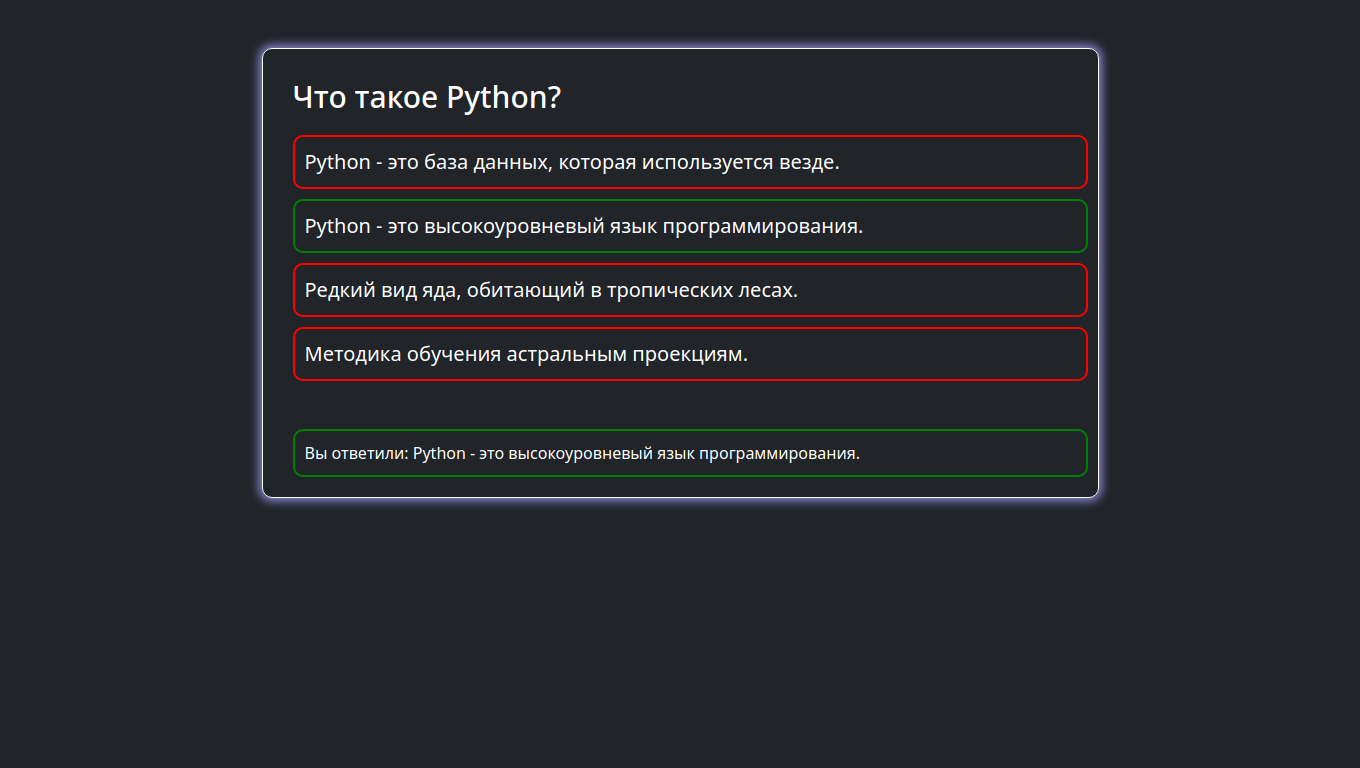 Что такое Python?
Python - это база данных, которая используется везде.
Python - это высокоуровневый язык программирования.
Редкий вид яда, обитающий в тропических лесах.
Методика обучения астральным проекциям.
Вы ответили: Python - это высокоуровневый язык программирования.